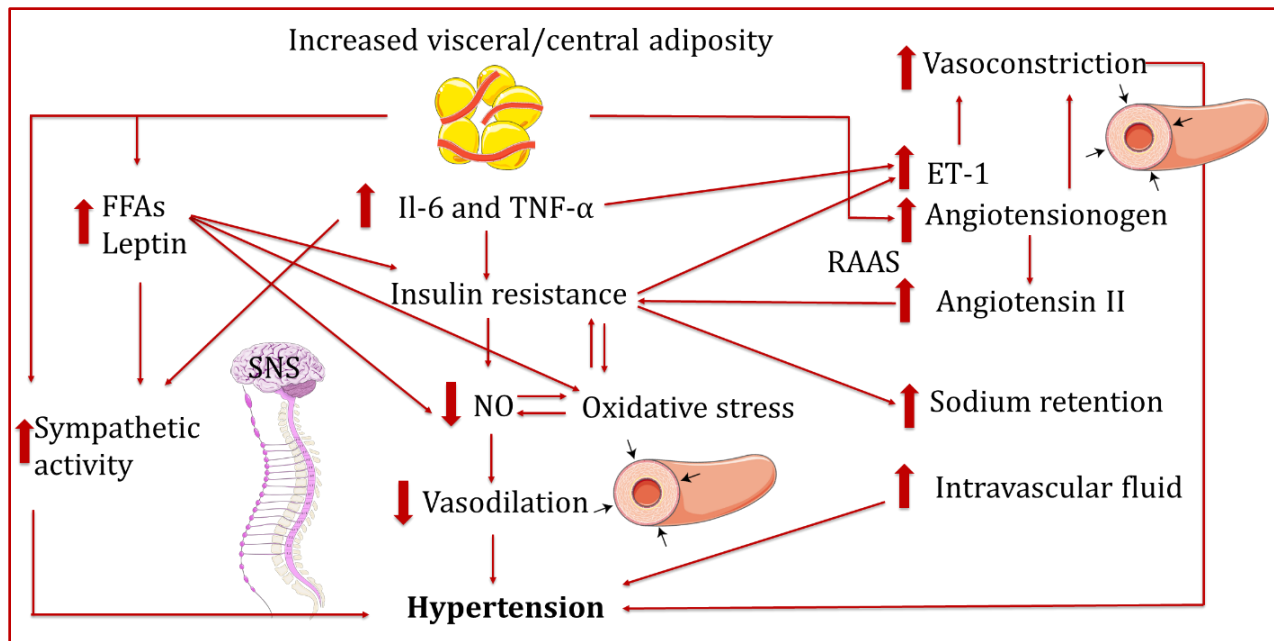 Increased visceral/central adiposity
Vasoconstriction
ET-1
FFAs
Leptin
Il-6 and TNF-α
Angiotensionogen
RAAS
Insulin resistance
Angiotensin II
SNS
NO
Oxidative stress
Sodium retention
Sympathetic
activity
Vasodilation
Intravascular fluid
Hypertension